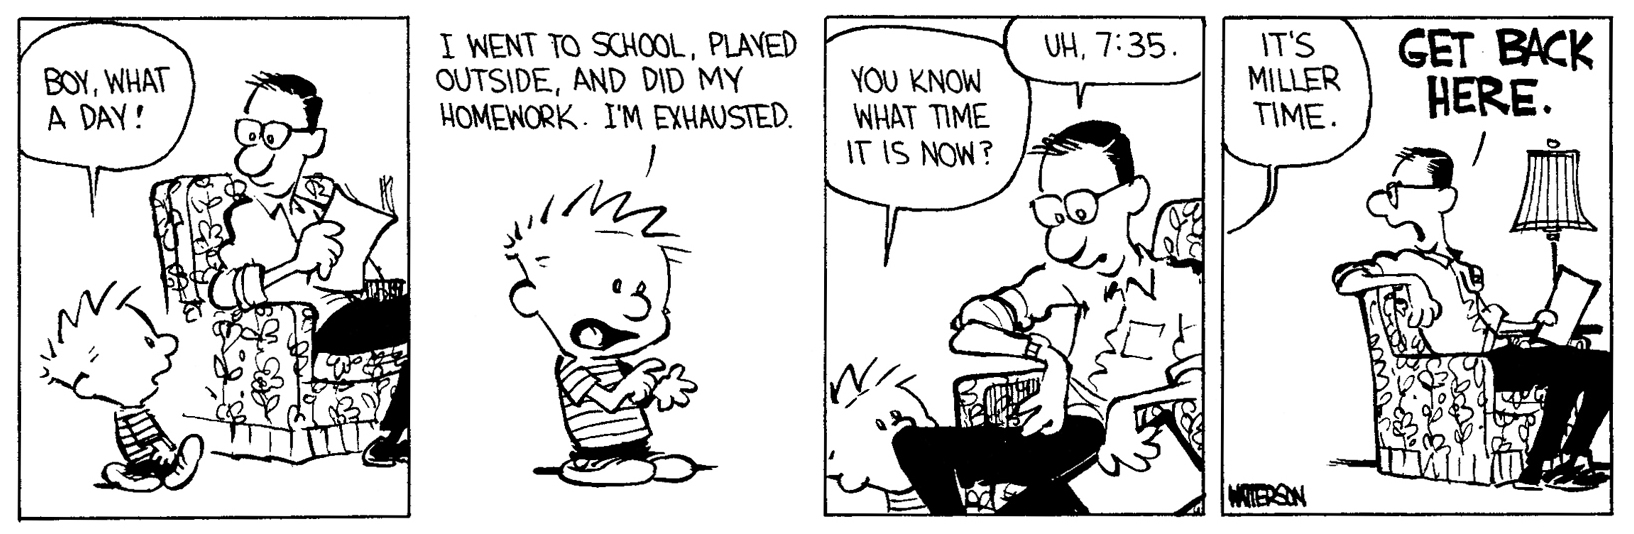 BOY, WHAT
A DAY!
I WENT TO SCHOOL, PLAYED
OUTSIDE, AND DID MY
HOMEWORK. I'M EXHAUSTED.
YOU KNOW
WHAT TIME
IT IS NOW?
UH, 7:35.
IT'S
MILLER
TIME.
GET BACK
HERE.
WATTERSON